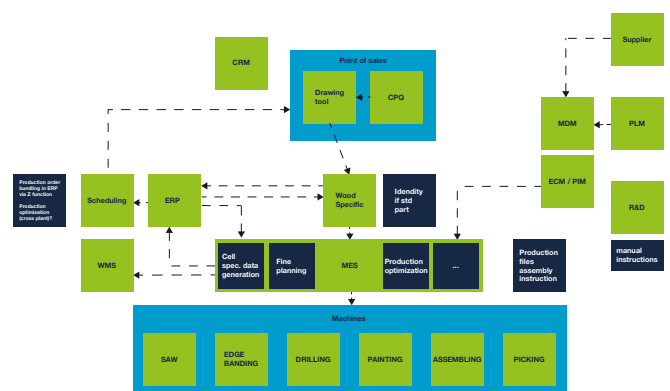 Supplier
CRM
Point of sales
Drawing
tool
CPQ
MDM
PLM
Production order
bundling in ERP
via Z function
Production
optimization
(cross plant)?
Scheduling
ERP
Wood
Specific
Idendity
if std
part
ECM / PIM
R&D
WMS
Cell
spec. data
generation
Fine
planning
MES
Production
optimization
...
Production
files
assembly
instruction
manual
instructions
Machines
SAW
EDGE
BANDING
DRILLING
PAINTING
ASSEMBLING
PICKING